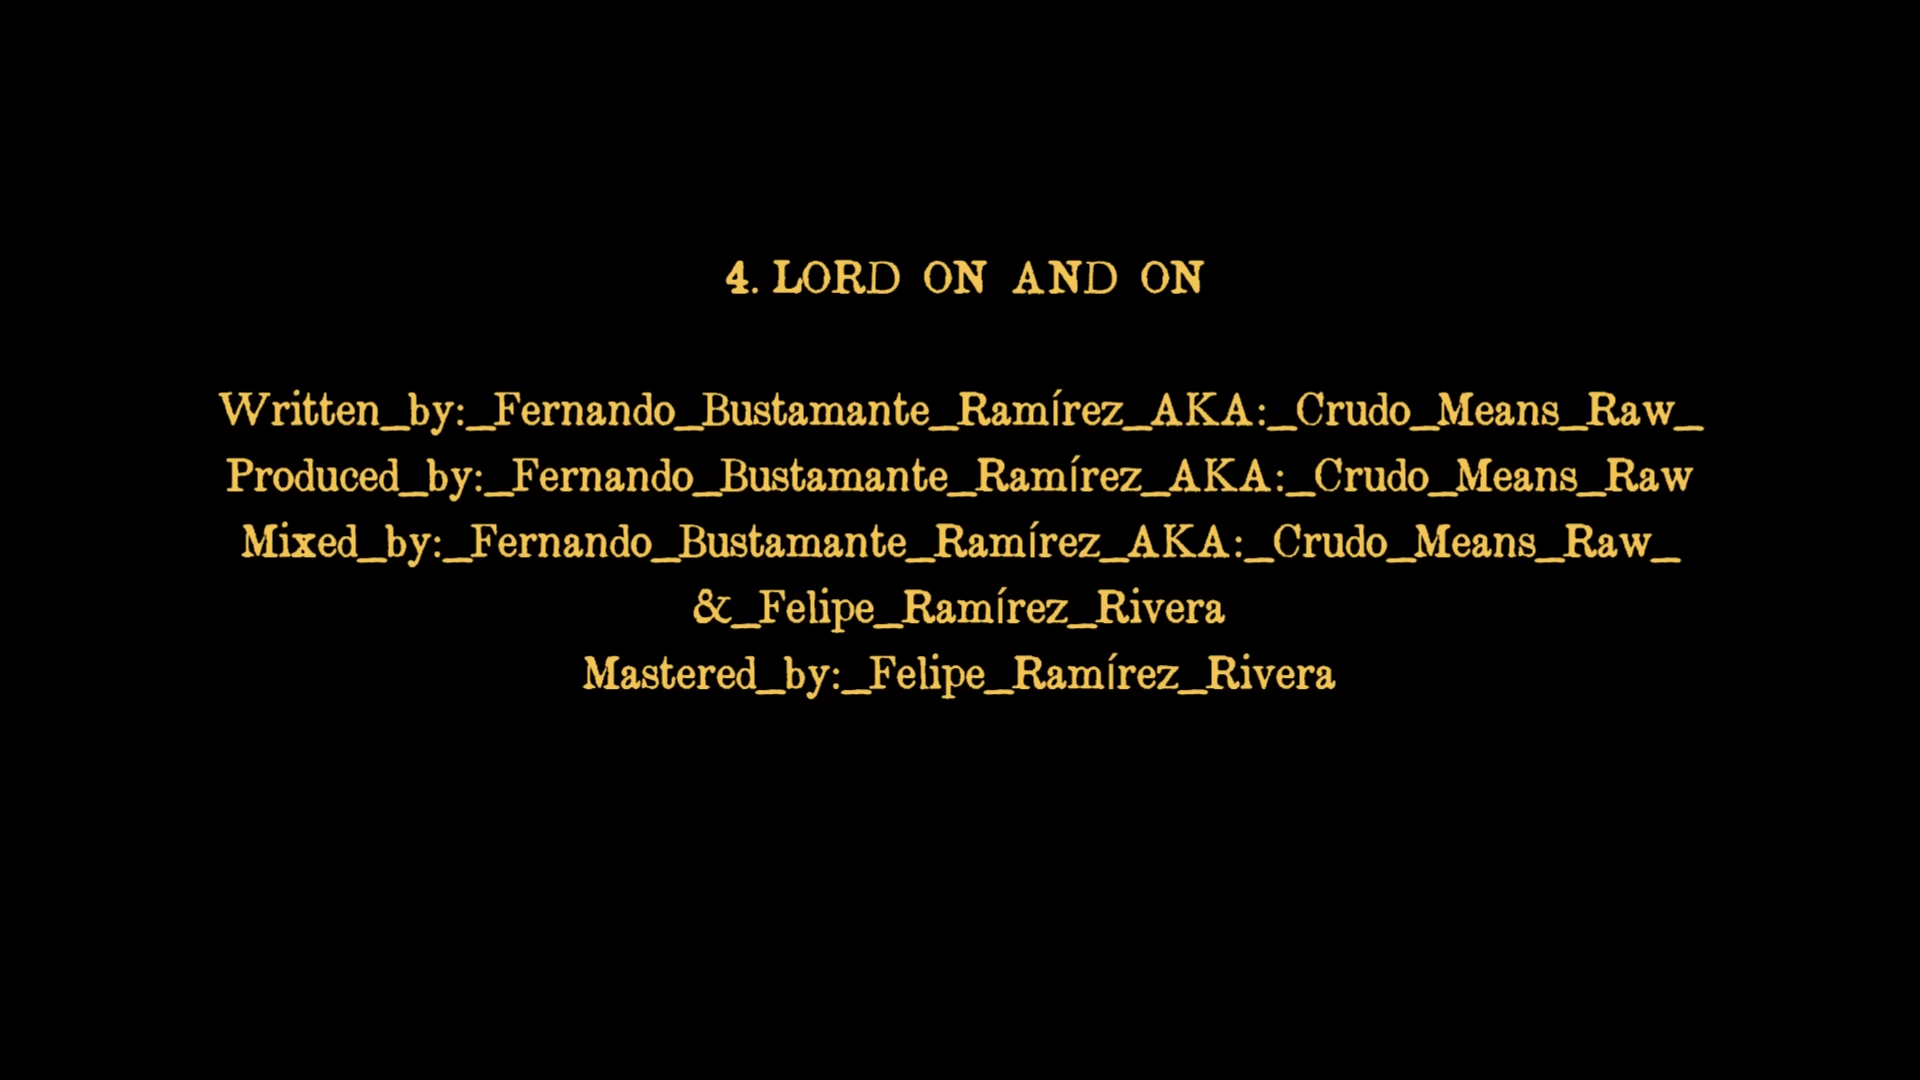 4. LORD ON AND ON
Written_by:_Fernando_Bustamante_Ramírez_AKA:_Crudo_Means_Raw_
Produced_by:_Fernando_Bustamante_Ramírez_AKA:_Crudo_Means_Raw
Mixed_by:_Fernando_Bustamante_Ramírez_AKA:_Crudo_Means_Raw_
&_Felipe_Ramírez_Rivera
Mastered_by:_Felipe_Ramírez_Rivera